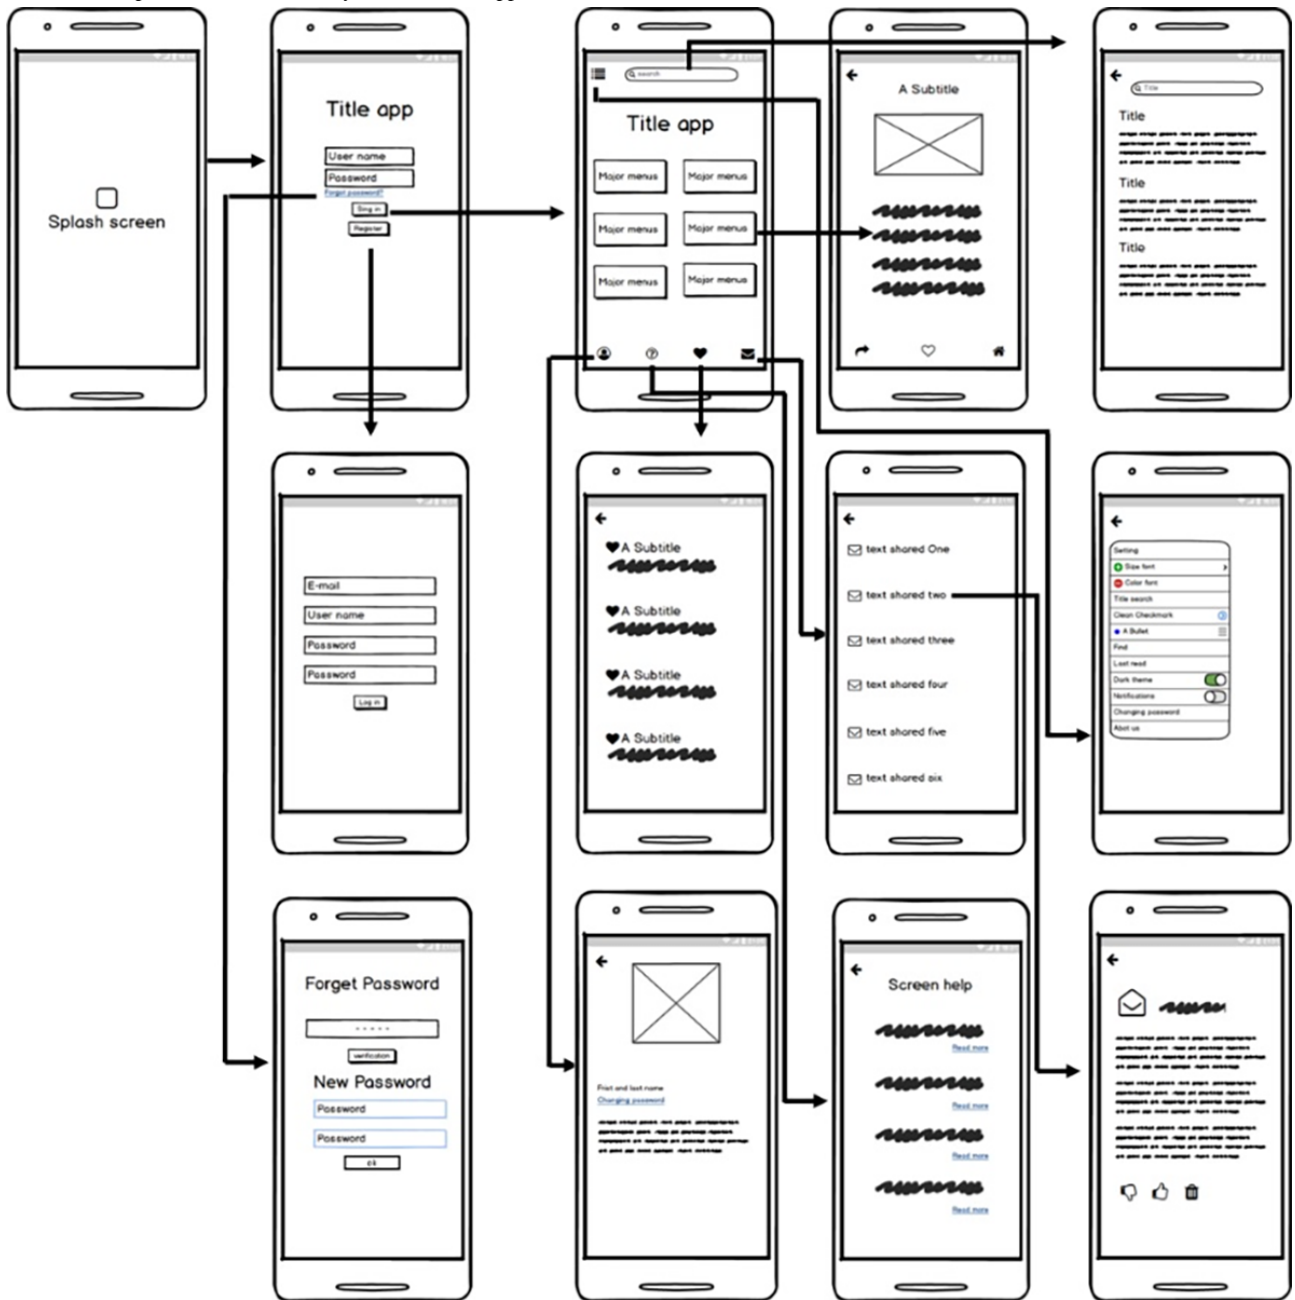 Splash screen
Title app
User name
Password
Forgot password?
Sing in
Register
search
Title app
Major menus
Major menus
Major menus
Major menus
Major menus
Major menus
A Subtitle
Title
Title
Title
Title
E-mail
User name
Password
Password
Log in
A Subtitle
A Subtitle
A Subtitle
A Subtitle
text shared One
text shared two
text shared three
text shared four
text shared five
text shared six
Setting
Size font
Color font
Title search
Clean Checkmark
A Bullet
Find
Last read
Dark theme
Notifications
Changing password
Abot us
Forget Password
verification
New Password
Password
Password
ok
Frist and last name
Changing password
Screen help
Read more
Read more
Read more
Read more